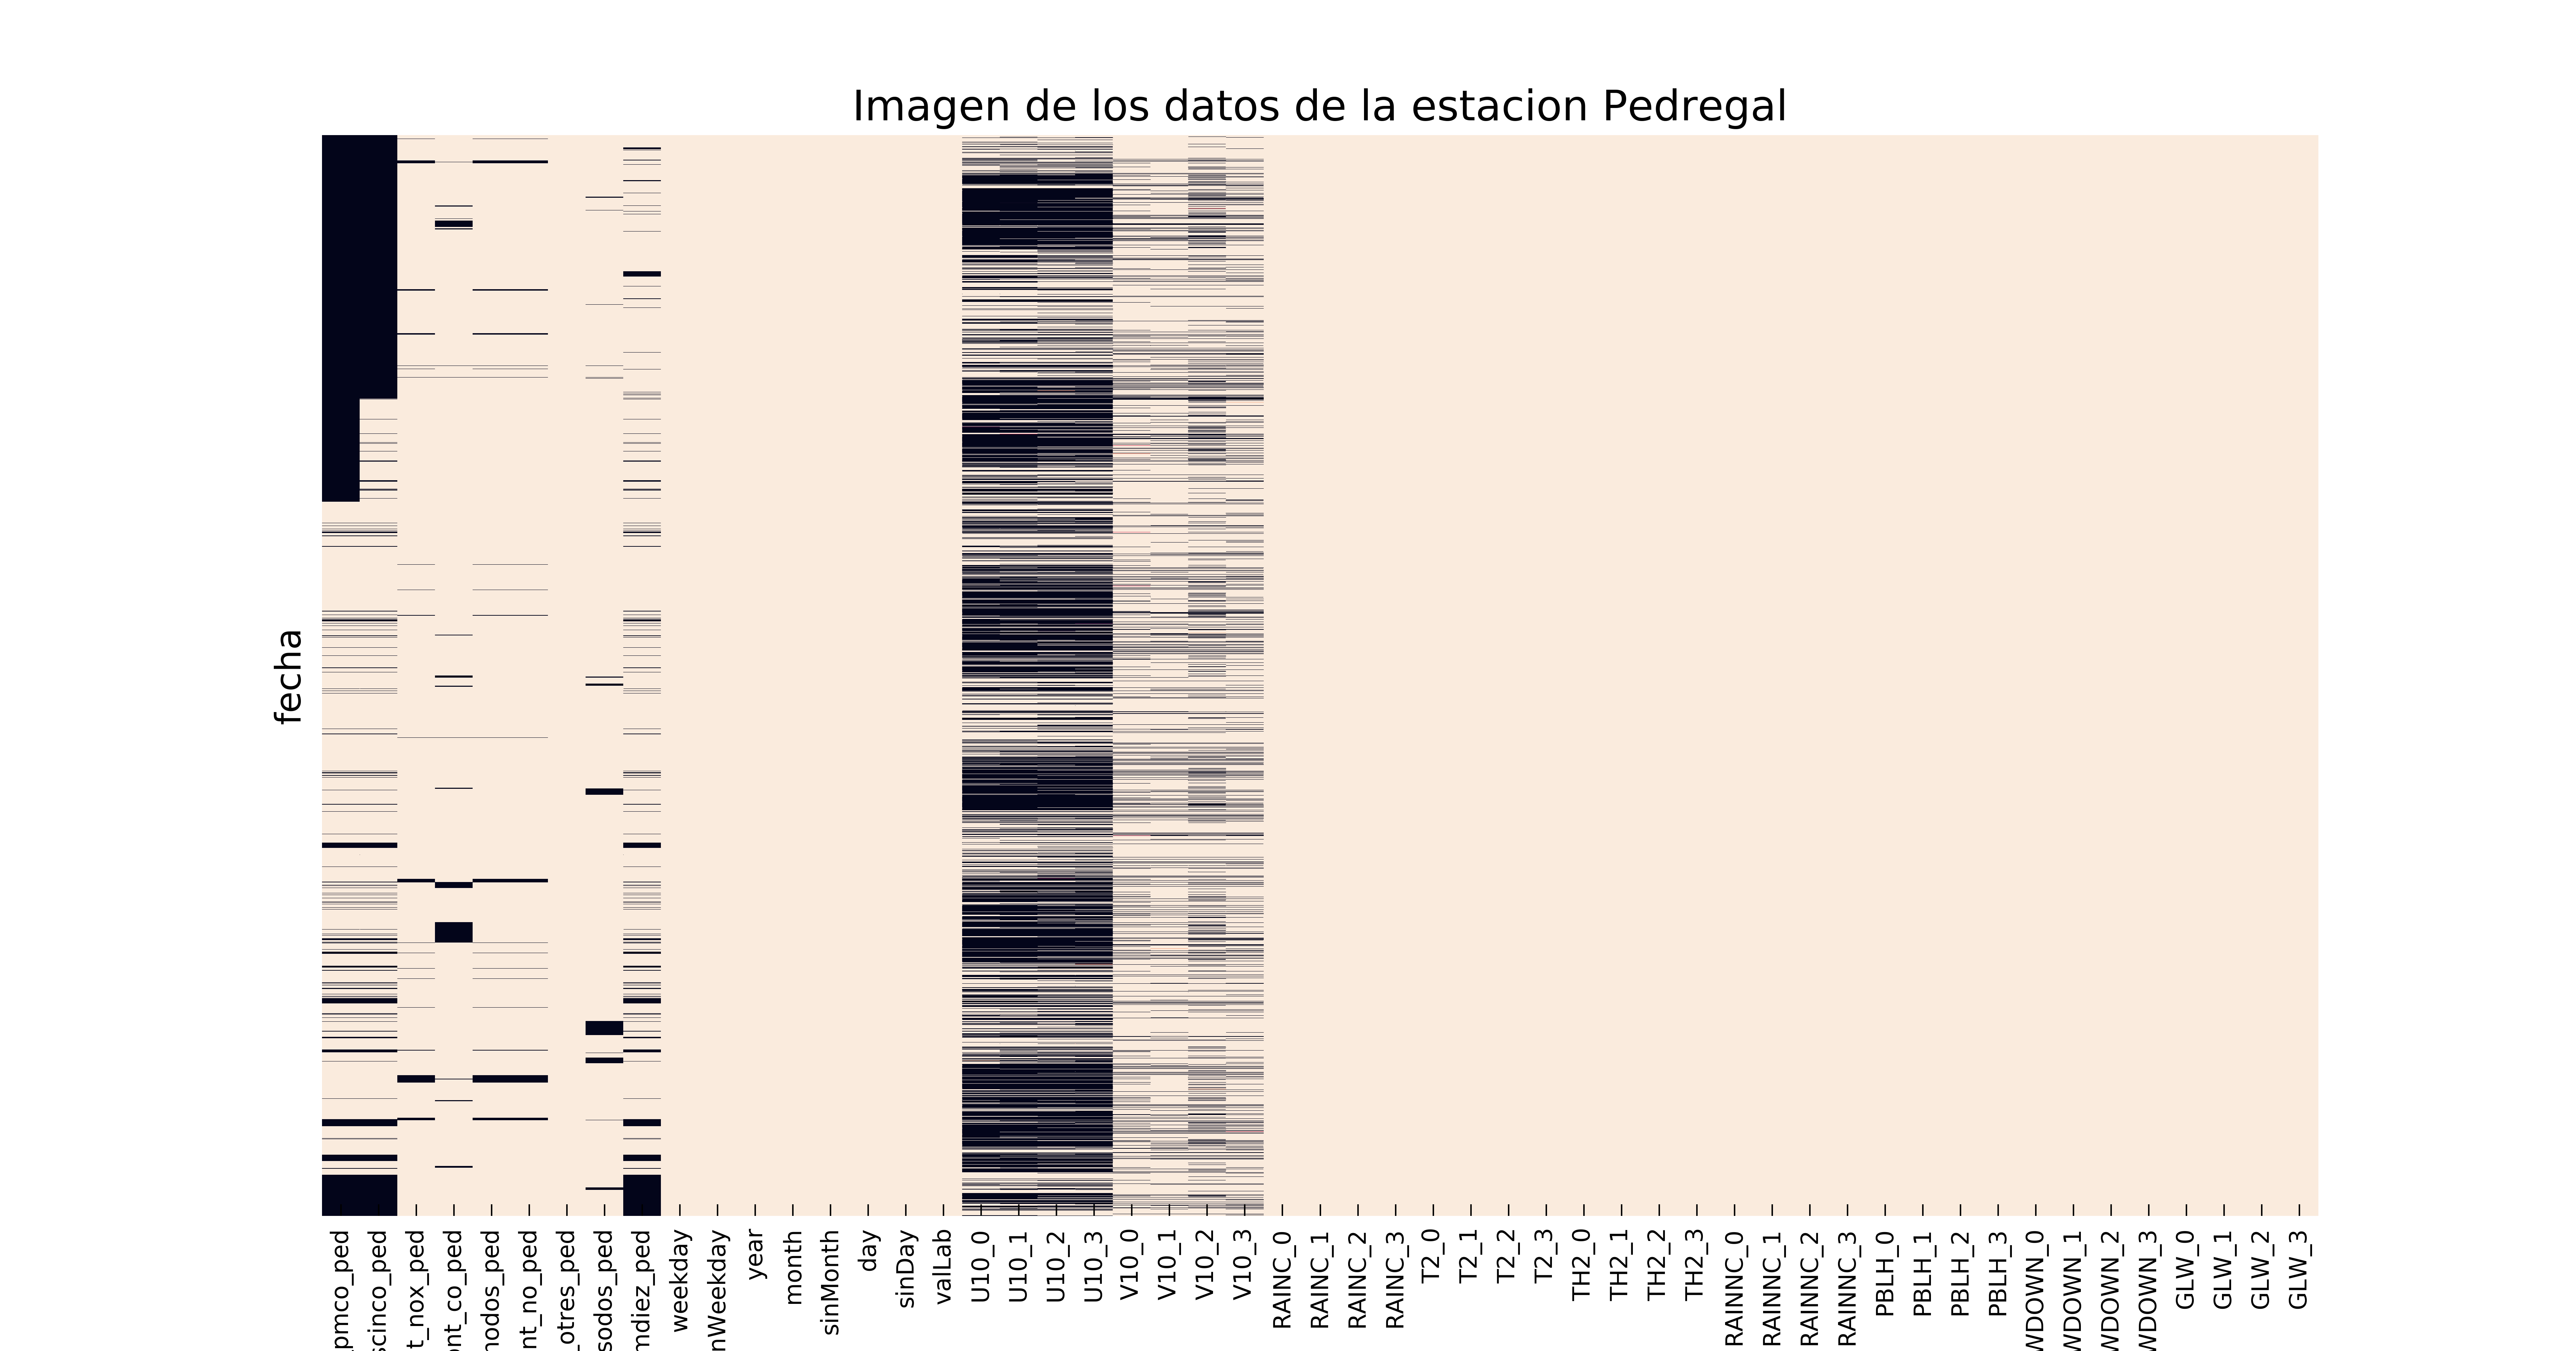 Imagen de los datos de la estacion Pedregal
fecha
pmco_ped
cinco_ped
t_nox_ped
nt_co_ped
nodos_ped
nt_no_ped
_otres_ped
sodos_ped
mdiez_ped
weekday
nWeekday
year
month
sinMonth
day
sinDay
valLab
U10_0
U10_1
U10_2
U10_3
V10_0
V10_1
V10_2
V10_3
RAINC_0
RAINC_1
RAINC_2
RAINC_3
T2_0
T2_1
T2_2
T2_3
TH2_0
TH2_1
TH2_2
TH2_3
RAINNC_0
RAINNC_1
RAINNC_2
RAINNC_3
PBLH_0
PBLH_1
PBLH_2
PBLH_3
WDOWN_0
WDOWN_1
WDOWN_2
WDOWN_3
GLW_0
GLW_1
GLW_2
GLW_3